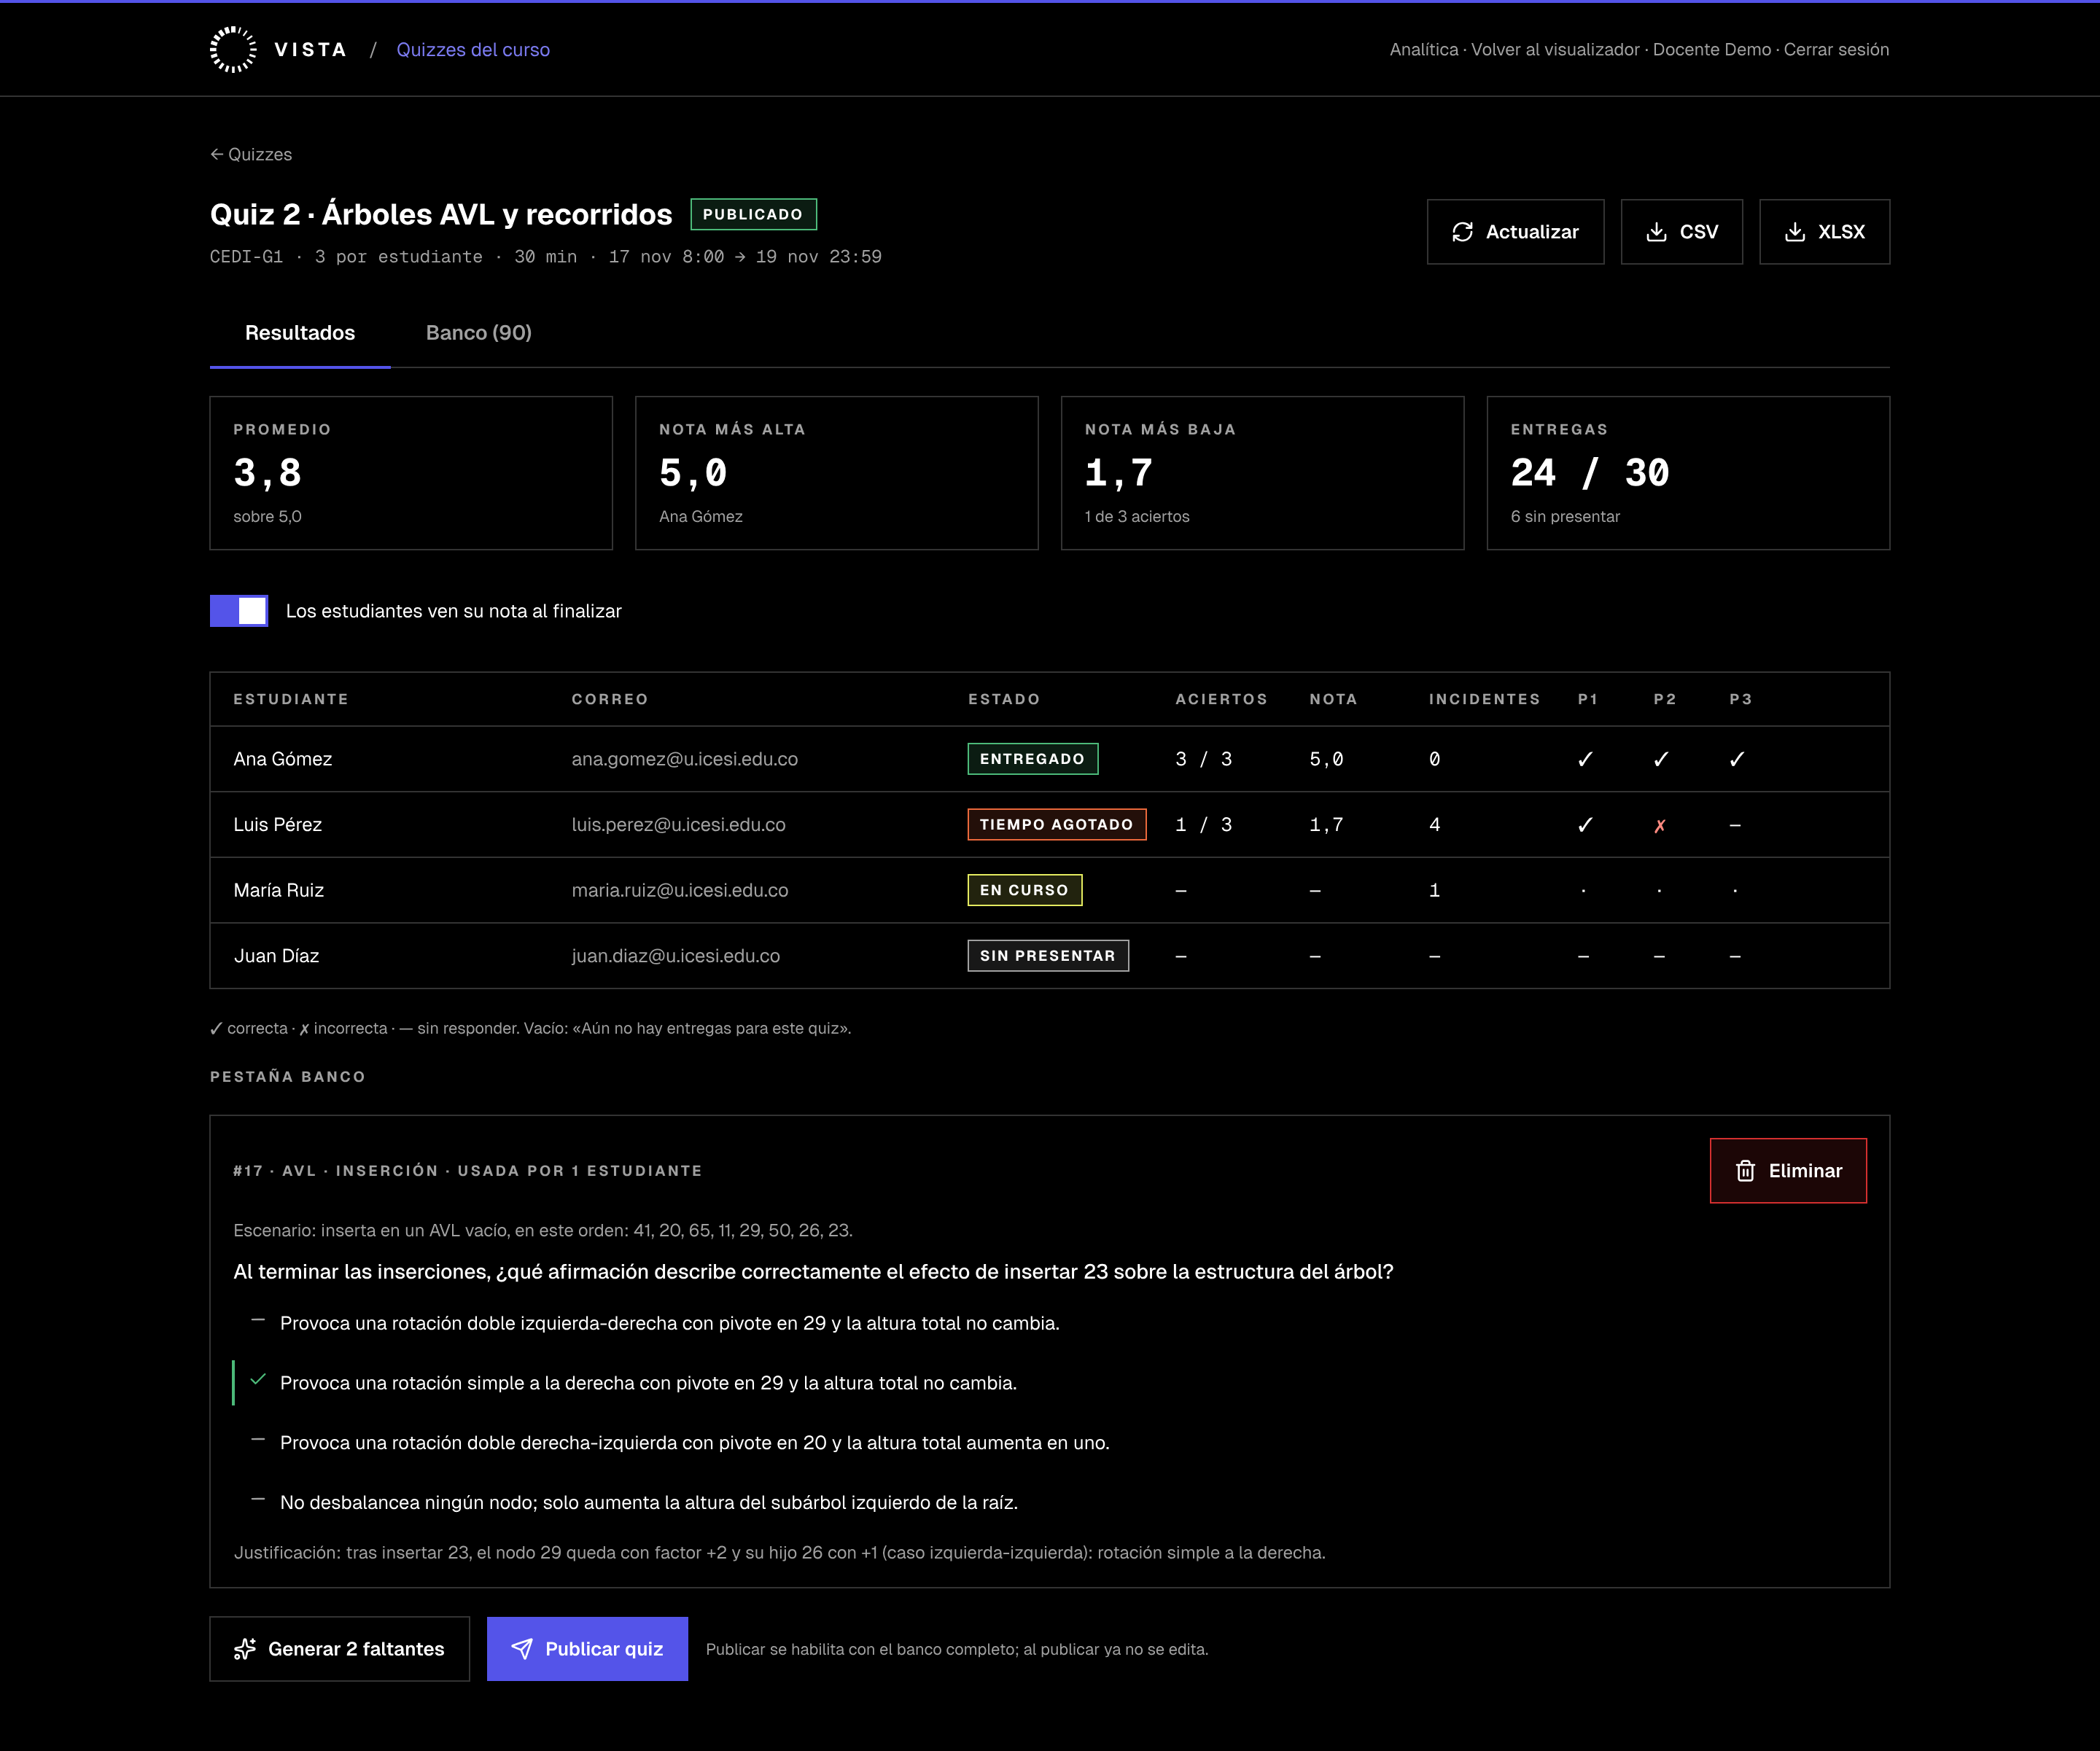 VISTA / Quizzes del curso
Analítica · Volver al visualizador · Docente Demo · Cerrar sesión
← Quizzes
Quiz 2 · Árboles AVL y recorridos PUBLICADO
CEDI-G1 · 3 por estudiante · 30 min · 17 nov 8:00 → 19 nov 23:59
Actualizar CSV XLSX
Resultados Banco (90)
PROMEDIO
3,8
sobre 5,0
NOTA MÁS ALTA
5,0
Ana Gómez
NOTA MÁS BAJA
1,7
1 de 3 aciertos
ENTREGAS
24 / 30
6 sin presentar
Los estudiantes ven su nota al finalizar
ESTUDIANTE CORREO ESTADO ACIERTOS NOTA INCIDENTES P1 P2 P3
Ana Gómez ana.gomez@u.icesi.edu.co ENTREGADO 3 / 3 5,0 0 ✓ ✓ ✓
Luis Pérez luis.perez@u.icesi.edu.co TIEMPO AGOTADO 1 / 3 1,7 4 ✓ ✗ —
María Ruiz maria.ruiz@u.icesi.edu.co EN CURSO — — 1 · · ·
Juan Díaz juan.diaz@u.icesi.edu.co SIN PRESENTAR — — — — — —
✓ correcta · ✗ incorrecta · — sin responder. Vacío: «Aún no hay entregas para este quiz».
PESTAÑA BANCO
#17 · AVL · INSERCIÓN · USADA POR 1 ESTUDIANTE
Eliminar
Escenario: inserta en un AVL vacío, en este orden: 41, 20, 65, 11, 29, 50, 26, 23.
Al terminar las inserciones, ¿qué afirmación describe correctamente el efecto de insertar 23 sobre la estructura del árbol?
— Provoca una rotación doble izquierda-derecha con pivote en 29 y la altura total no cambia.
✓ Provoca una rotación simple a la derecha con pivote en 29 y la altura total no cambia.
— Provoca una rotación doble derecha-izquierda con pivote en 20 y la altura total aumenta en uno.
— No desbalancea ningún nodo; solo aumenta la altura del subárbol izquierdo de la raíz.
Justificación: tras insertar 23, el nodo 29 queda con factor +2 y su hijo 26 con +1 (caso izquierda-izquierda): rotación simple a la derecha.
Generar 2 faltantes Publicar quiz Publicar se habilita con el banco completo; al publicar ya no se edita.